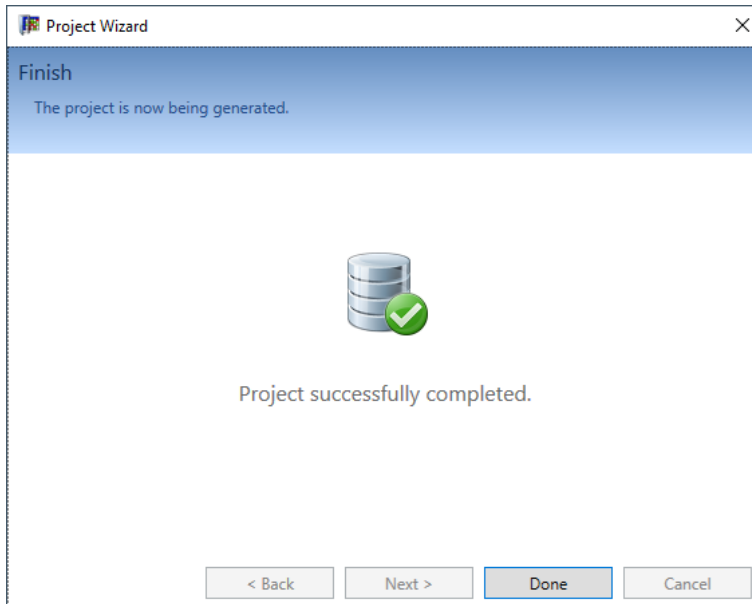 Project Wizard
Finish
The project is now being generated.
Project successfully completed.
< Back
Next >
Done
Cancel